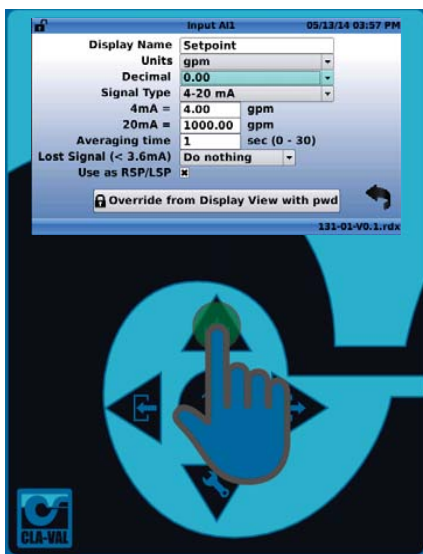 Input AI1 05/13/14 03:57 PM
Display Name Setpoint
Units gpm
Decimal 0.00
Signal Type 4-20 mA
4mA = 4.00 gpm
20mA = 1000.00 gpm
Averaging time 1 sec (0 - 30)
Lost Signal (< 3.6mA) Do nothing
Use as RSP/LSP
Override from Display View with pwd
131-01-V0.1.rdx
CLA-VAL